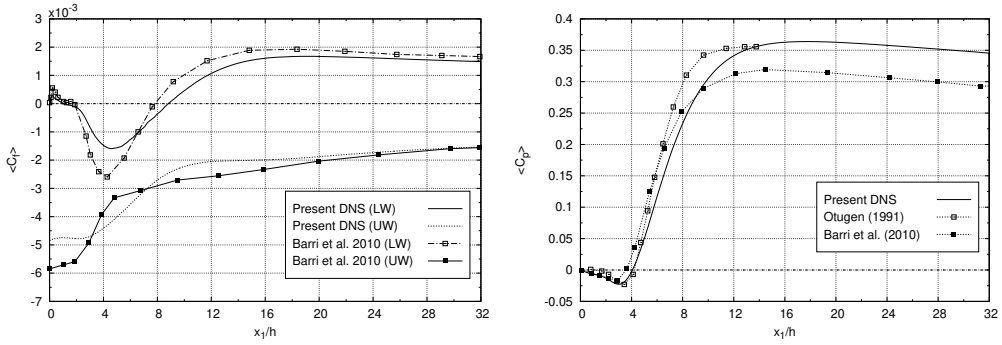 x10⁻³
3
2
1
0
-1
-2
-3
-4
-5
-6
-7
<C_f>
0 4 8 12 16 20 24 28 32
x₁/h
Present DNS (LW)
Present DNS (UW)
Barri et al. 2010 (LW)
Barri et al. 2010 (UW)
0.4
0.35
0.3
0.25
0.2
0.15
0.1
0.05
0
-0.05
<C_p>
0 4 8 12 16 20 24 28 32
x₁/h
Present DNS
Otugen (1991)
Barri et al. (2010)